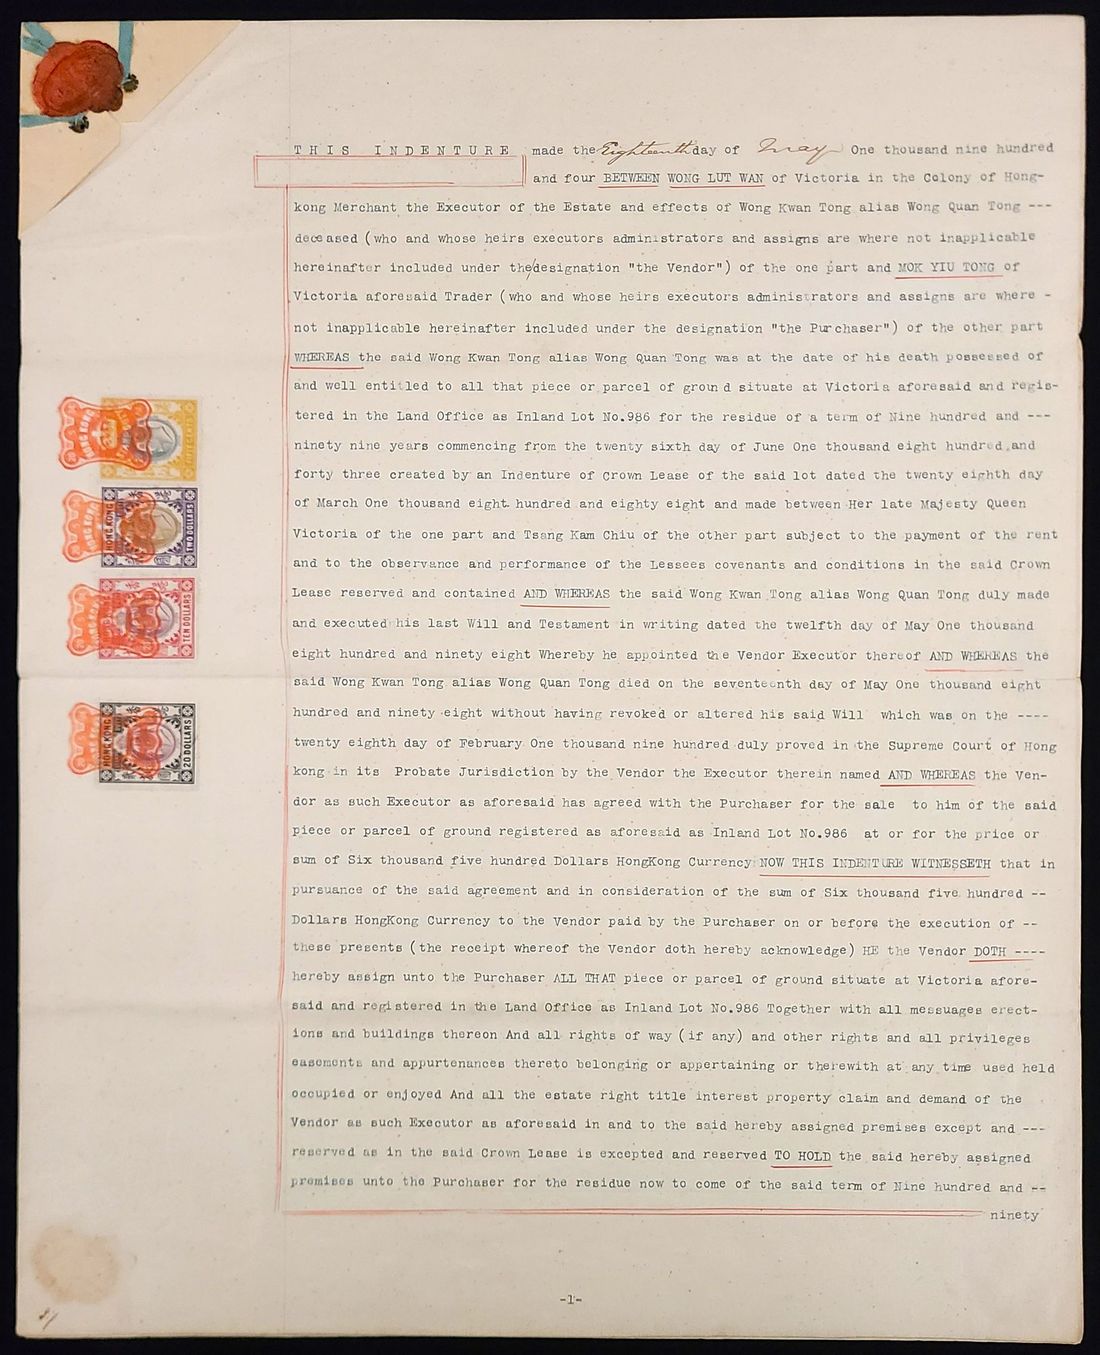 THIS INDENTURE made the Eighteenth day of May One thousand nine hundred
and four BETWEEN WONG LUT WAN of Victoria in the Colony of Hong-
kong Merchant the Executor of the Estate and effects of Wong Kwan Tong alias Wong Quan Tong ---
deceased (who and whose heirs executors administrators and assigns are where not inapplicable
hereinafter included under the/designation "the Vendor") of the one part and MOK YIU TONG of
Victoria aforesaid Trader (who and whose heirs executors administrators and assigns are where -
not inapplicable hereinafter included under the designation "the Purchaser") of the other part
WHEREAS the said Wong Kwan Tong alias Wong Quan Tong was at the date of his death possessed of
and well entitled to all that piece or parcel of ground situate at Victoria aforesaid and regis-
tered in the Land Office as Inland Lot No.986 for the residue of a term of Nine hundred and ---
ninety nine years commencing from the twenty sixth day of June One thousand eight hundred and
forty three created by an Indenture of Crown Lease of the said lot dated the twenty eighth day
of March One thousand eight hundred and eighty eight and made between Her late Majesty Queen
Victoria of the one part and Tsang Kam Chiu of the other part subject to the payment of the rent
and to the observance and performance of the Lessees covenants and conditions in the said Crown
Lease reserved and contained AND WHEREAS the said Wong Kwan Tong alias Wong Quan Tong duly made
and executed his last Will and Testament in writing dated the twelfth day of May One thousand
eight hundred and ninety eight Whereby he appointed the Vendor Executor thereof AND WHEREAS the
said Wong Kwan Tong alias Wong Quan Tong died on the seventeenth day of May One thousand eight
hundred and ninety eight without having revoked or altered his said Will which was on the ----
twenty eighth day of February One thousand nine hundred duly proved in the Supreme Court of Hong
kong in its Probate Jurisdiction by the Vendor the Executor therein named AND WHEREAS the Ven-
dor as such Executor as aforesaid has agreed with the Purchaser for the sale to him of the said
piece or parcel of ground registered as aforesaid as Inland Lot No.986 at or for the price or
sum of Six thousand five hundred Dollars HongKong Currency NOW THIS INDENTURE WITNESSETH that in
pursuance of the said agreement and in consideration of the sum of Six thousand five hundred --
Dollars HongKong Currency to the Vendor paid by the Purchaser on or before the execution of --
these presents (the receipt whereof the Vendor doth hereby acknowledge) HE the Vendor DOTH ----
hereby assign unto the Purchaser ALL THAT piece or parcel of ground situate at Victoria afore-
said and registered in the Land Office as Inland Lot No.986 Together with all messuages erect-
ions and buildings thereon And all rights of way (if any) and other rights and all privileges
easements and appurtenances thereto belonging or appertaining or therewith at any time used held
occupied or enjoyed And all the estate right title interest property claim and demand of the
Vendor as such Executor as aforesaid in and to the said hereby assigned premises except and ---
reserved as in the said Crown Lease is excepted and reserved TO HOLD the said hereby assigned
premises unto the Purchaser for the residue now to come of the said term of Nine hundred and --
ninety
-1-
HONG KONG
HONG KONG
TWO DOLLARS
TEN DOLLARS
HONG KONG
20 DOLLARS